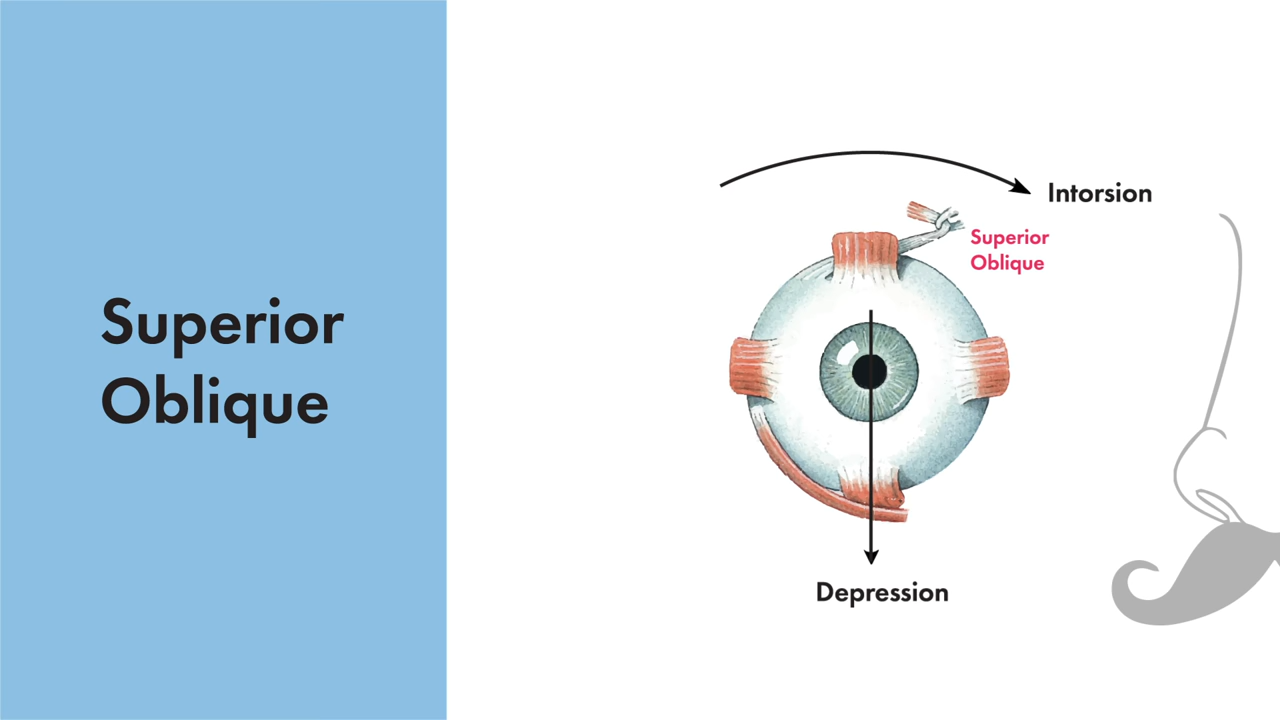 Superior
Oblique
Intorsion
Superior
Oblique
Depression